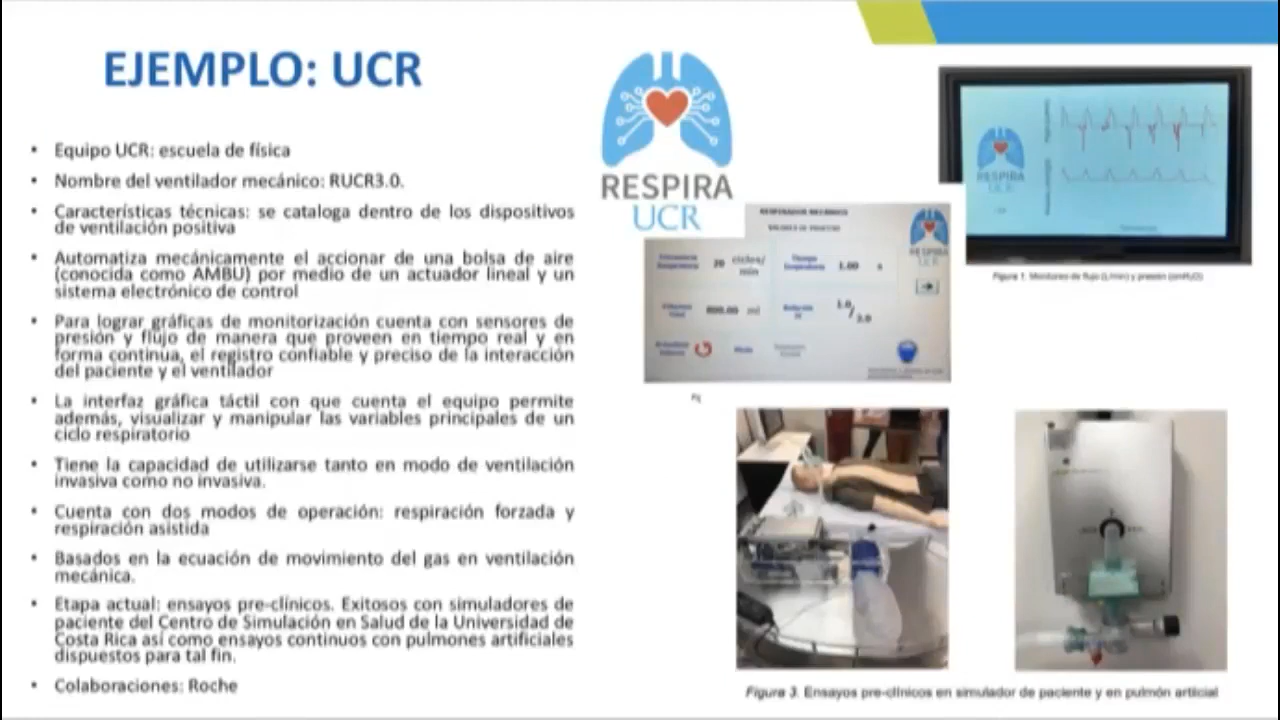 EJEMPLO: UCR
• Equipo UCR: escuela de física
• Nombre del ventilador mecánico: RUCR3.0.
• Características técnicas: se cataloga dentro de los dispositivos
de ventilación positiva
• Automatiza mecánicamente el accionar de una bolsa de aire
(conocida como AMBU) por medio de un actuador lineal y un
sistema electrónico de control
• Para lograr gráficas de monitorización cuenta con sensores de
presión y flujo de manera que proveen en tiempo real y en
forma continua, el registro confiable y preciso de la interacción
del paciente y el ventilador
• La interfaz gráfica táctil con que cuenta el equipo permite
además, visualizar y manipular las variables principales de un
ciclo respiratorio
• Tiene la capacidad de utilizarse tanto en modo de ventilación
invasiva como no invasiva.
• Cuenta con dos modos de operación: respiración forzada y
respiración asistida
• Basados en la ecuación de movimiento del gas en ventilación
mecánica.
• Etapa actual: ensayos pre-clínicos. Exitosos con simuladores de
paciente del Centro de Simulación en Salud de la Universidad de
Costa Rica así como ensayos continuos con pulmones artificiales
dispuestos para tal fin.
• Colaboraciones: Roche
RESPIRA
UCR
RESPIRADOR MECÁNICO
VALORES DE PROCESO
20 ciclos/
min
1.00 s
800.00 ml
1.0/
2.0
RESPIRA
UCR
RESPIRA
UCR
Figura 1. Monitoreo de flujo (L/min) y presión (cmH2O)
Figura 3. Ensayos pre-clínicos en simulador de paciente y en pulmón artificial